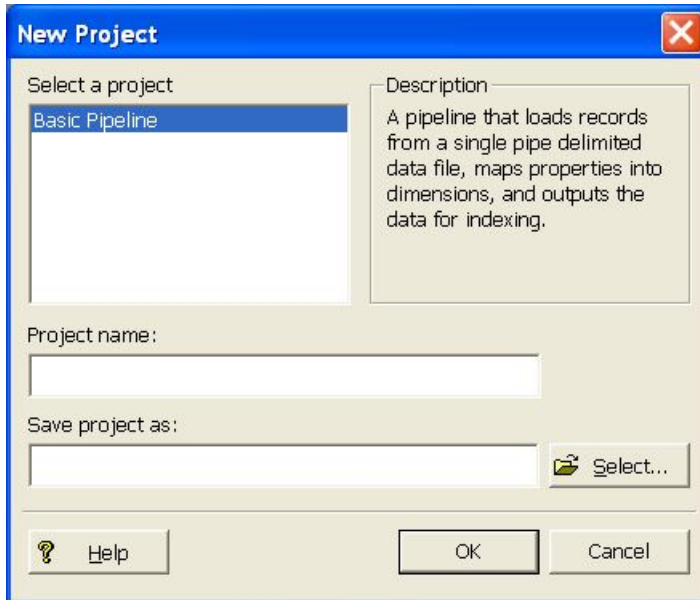 New Project
Select a project
Basic Pipeline
Description
A pipeline that loads records
from a single pipe delimited
data file, maps properties into
dimensions, and outputs the
data for indexing.
Project name:
Save project as:
Select...
Help
OK
Cancel